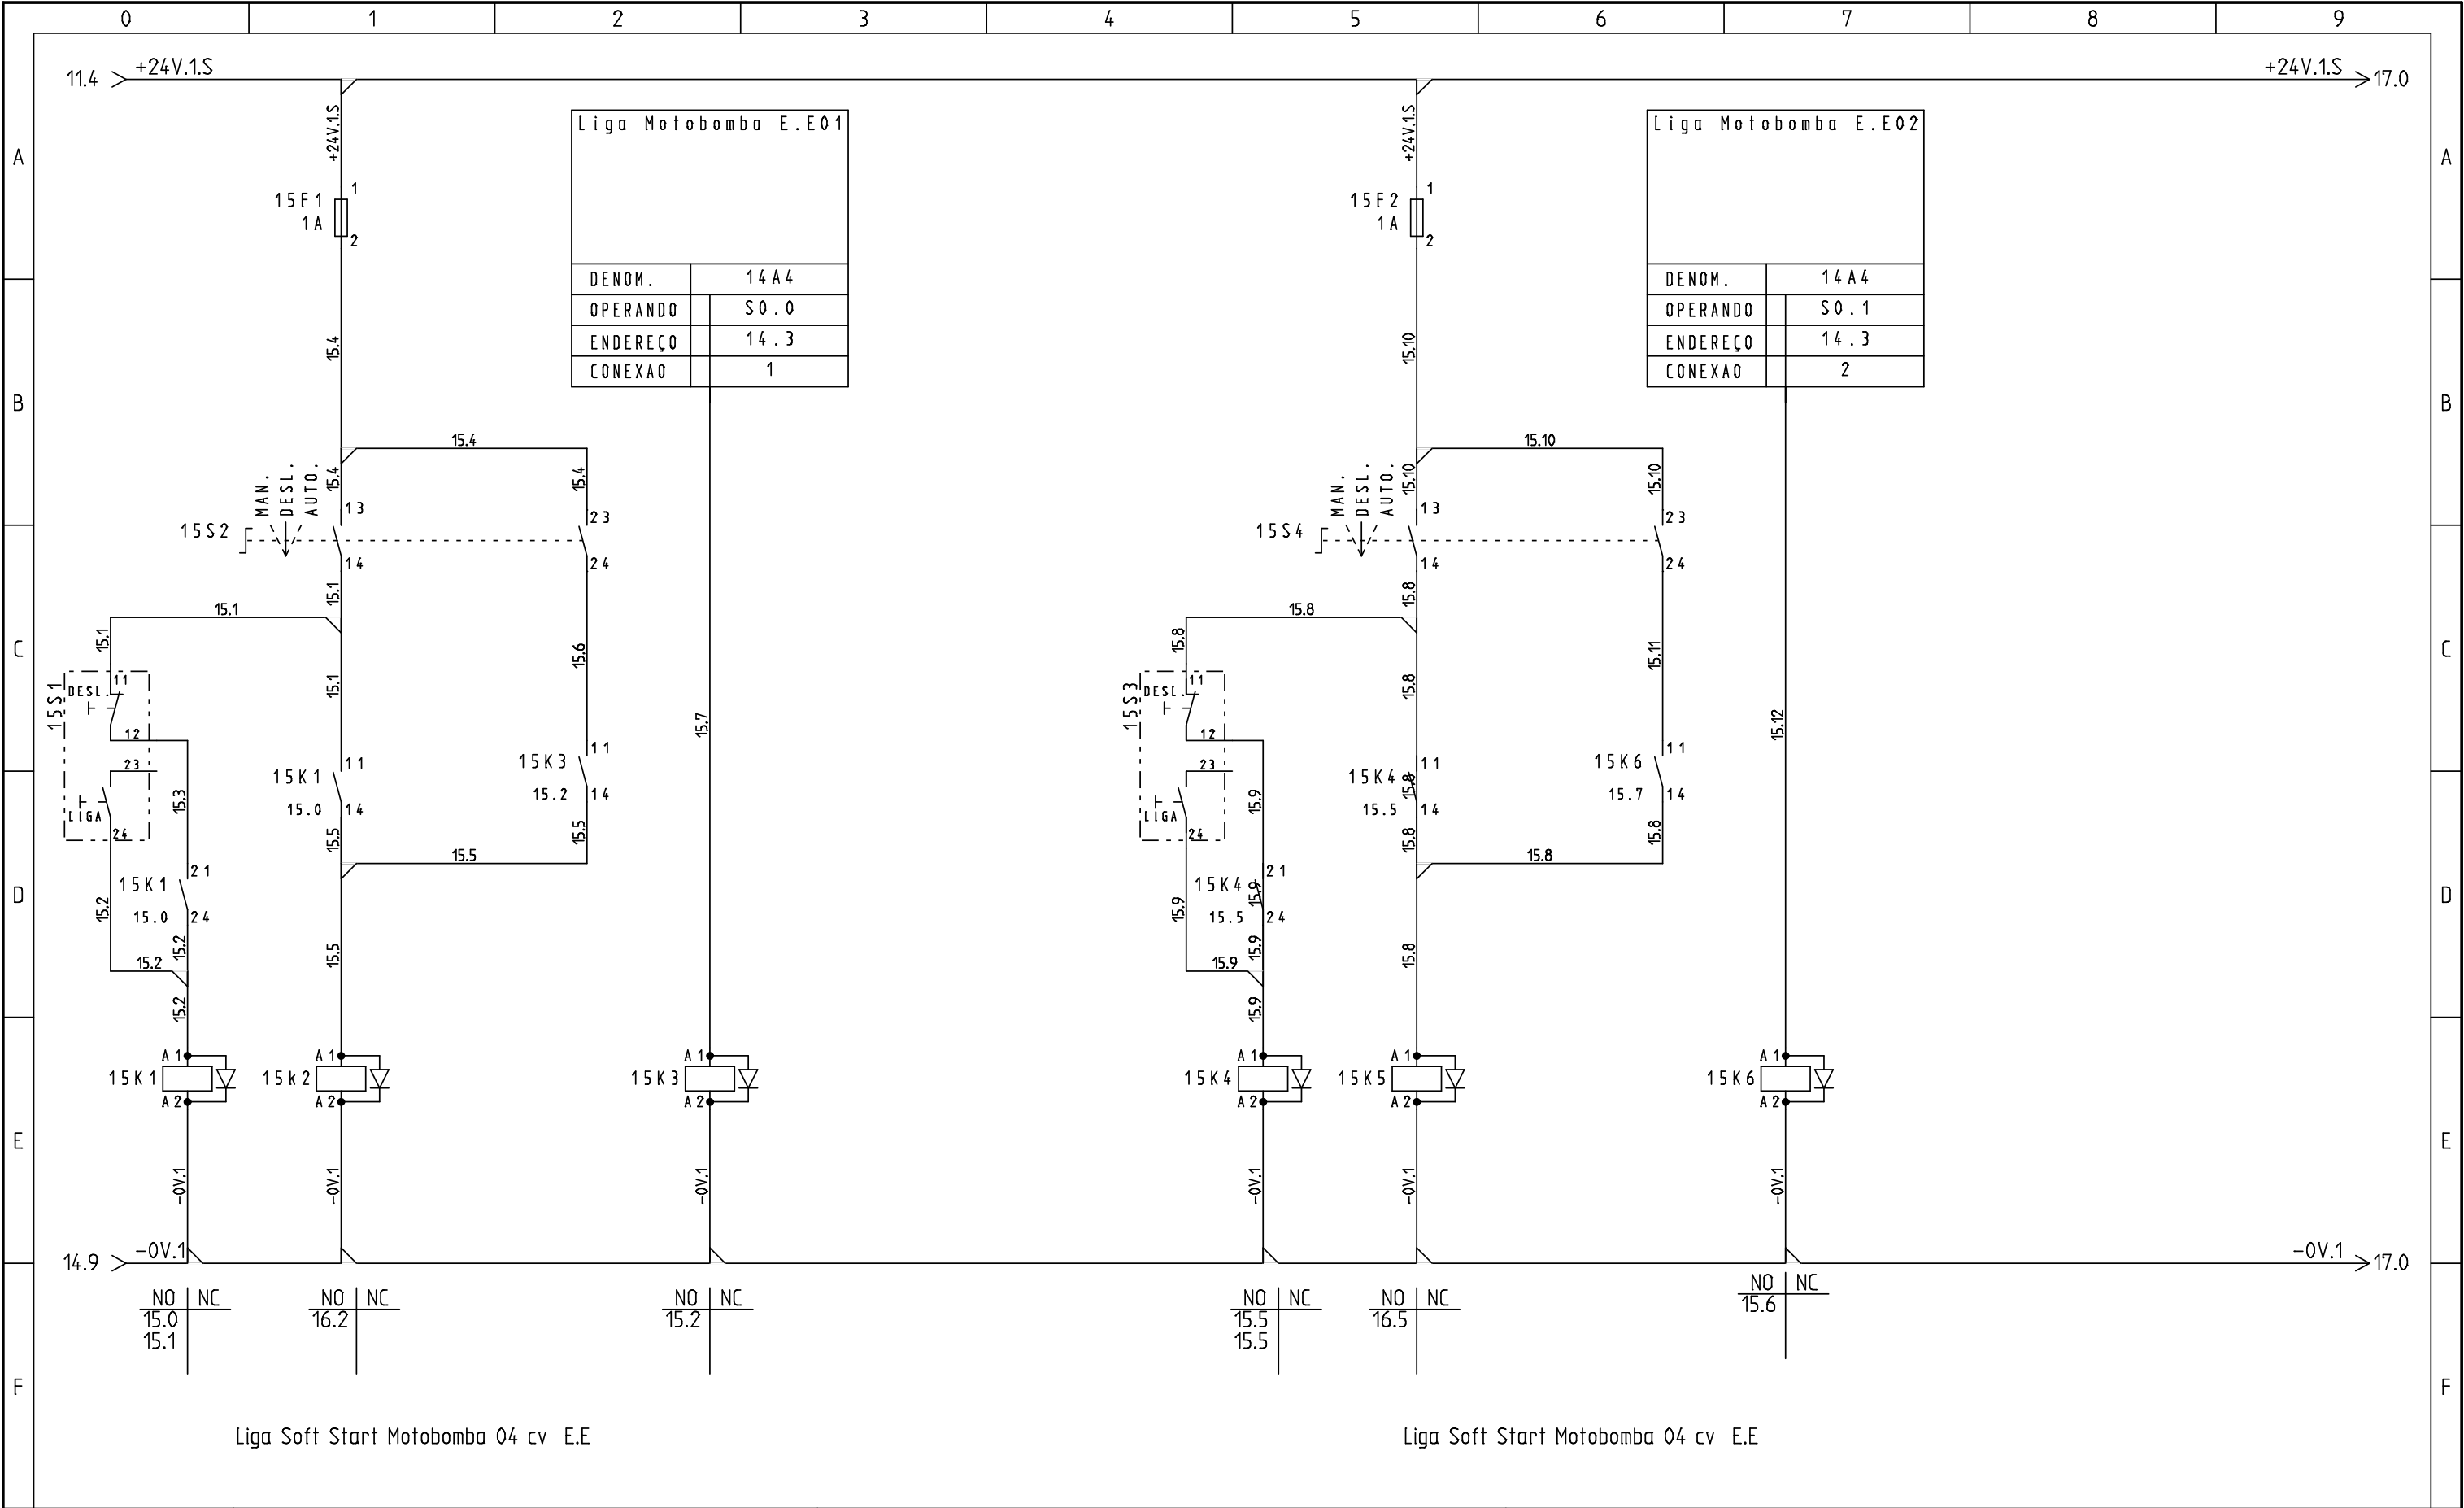 0 1 2 3 4 5 6 7 8 9
11.4 +24V.1.S +24V.1.S 17.0
+24V.1.S +24V.1.S
Liga Motobomba E.E01 Liga Motobomba E.E02
A A
1 1
15F1 15F2
1A 1A
2 2
DENOM. 14A4 DENOM. 14A4
OPERANDO S0.0 OPERANDO S0.1
ENDEREÇO 14.3 ENDEREÇO 14.3
CONEXAO 1 CONEXAO 2
15.4 15.10
B B
15.4 15.10
MAN. DESL. AUTO. 15.4 15.4 MAN. DESL. AUTO. 15.10 15.10
13 23 13 23
15S2 15S4
14 24 14 24
15.1 15.8
15.1 15.8
15.1 15.8
C 15.6 15.11 C
15.1 15.8
15S1 DESL. 11 15S3 DESL. 11
15.7 15.12
12 12
11 11 11 11
23 15K1 15K3 23 15K4 15K6
15.3 15.0 14 15.2 14 15.9 15.8 15.5 14 15.7 14
LIGA LIGA
24 15.5 15.5 24 15.8 15.8
15.5 15.8
21 21
D 15K1 15K4 15.9 D
15.2 15.0 24 15.9 15.5 24
15.2 15.5 15.9 15.8
15.2 15.9
15.2 15.9
A1 A1 A1 A1 A1 A1
15K1 15k2 15K3 15K4 15K5 15K6
A2 A2 A2 A2 A2 A2
E E
-0V.1 -0V.1 -0V.1 -0V.1 -0V.1 -0V.1
14.9 -0V.1 -0V.1 17.0
NO NC NO NC NO NC NO NC NO NC NO NC
15.0 16.2 15.2 15.5 16.5 15.6
15.1 15.5
F F
Liga Soft Start Motobomba 04 cv E.E Liga Soft Start Motobomba 04 cv E.E